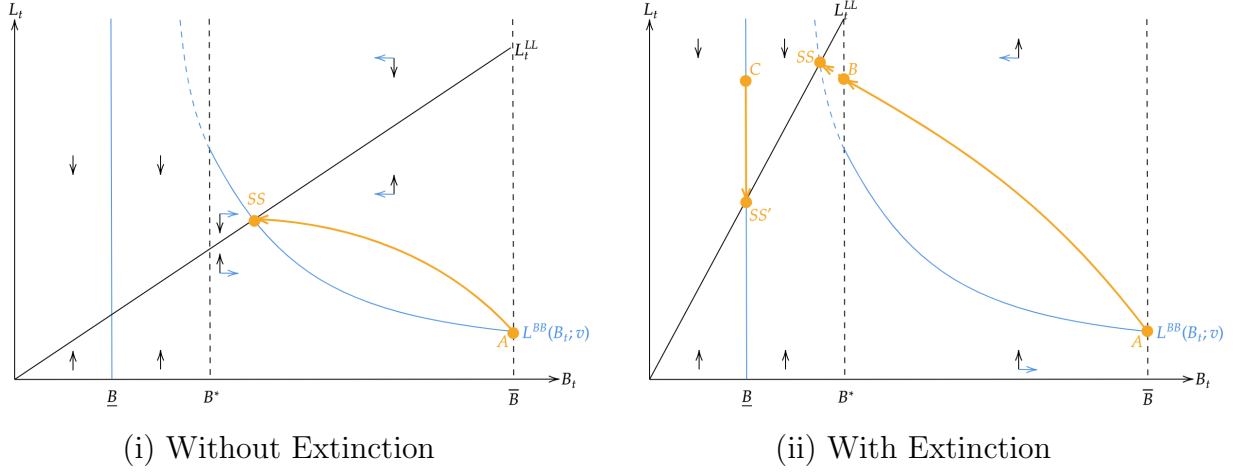 L_t
L_t^{LL}
SS
A
L^{BB}(B_t; v)
B_t
B̲
B*
B̅
(i) Without Extinction
L_t
L_t^{LL}
SS
B
C
SS′
A
L^{BB}(B_t; v)
B_t
B̲
B*
B̅
(ii) With Extinction